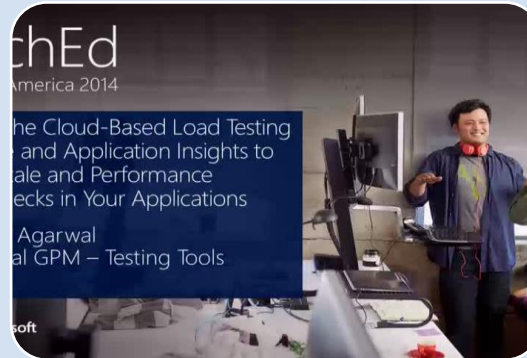 chEd
America 2014
he Cloud-Based Load Testing
and Application Insights to
cale and Performance
ecks in Your Applications
Agarwal
al GPM – Testing Tools
soft